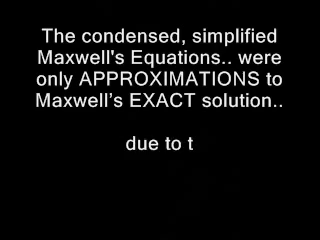 The condensed, simplified
Maxwell's Equations.. were
only APPROXIMATIONS to
Maxwell's EXACT solution..
due to t